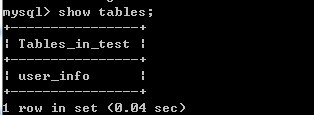 mysql> show tables;
+----------------+
¦ Tables_in_test ¦
+----------------+
¦ user_info      ¦
+----------------+
1 row in set (0.04 sec)